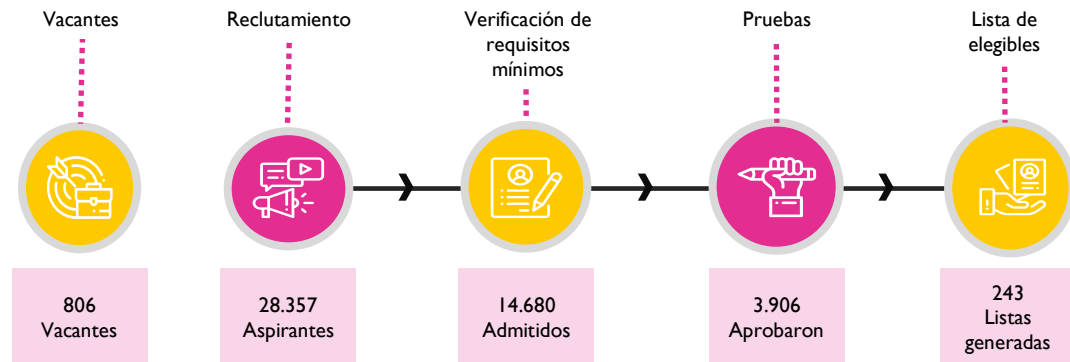 Vacantes
Reclutamiento
Verificación de
requisitos
mínimos
Pruebas
Lista de
elegibles
806
Vacantes
28.357
Aspirantes
14.680
Admitidos
3.906
Aprobaron
243
Listas
generadas